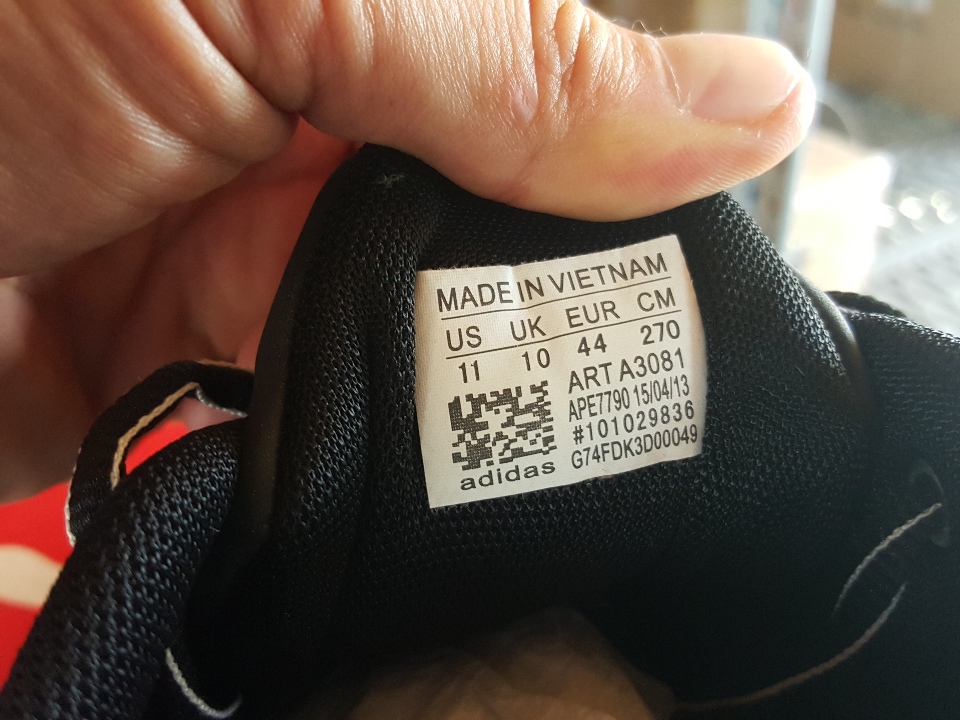 MADE IN VIETNAM
US UK EUR CM
11 10 44 270
ART A3081
APE7790 15/04/13
#101029836
G74FDK3D00049
adidas